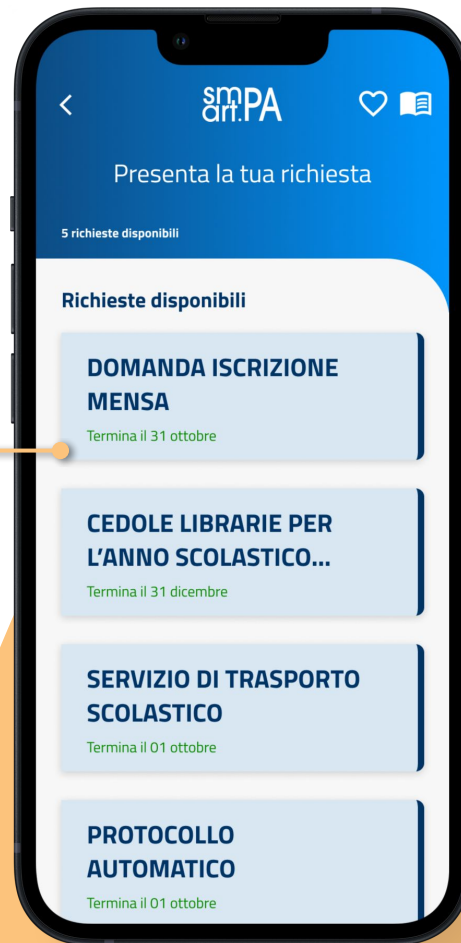 smart.PA
Presenta la tua richiesta
5 richieste disponibili
Richieste disponibili
DOMANDA ISCRIZIONE
MENSA
Termina il 31 ottobre
CEDOLE LIBRARIE PER
L’ANNO SCOLASTICO...
Termina il 31 dicembre
SERVIZIO DI TRASPORTO
SCOLASTICO
Termina il 01 ottobre
PROTOCOLLO
AUTOMATICO
Termina il 01 ottobre